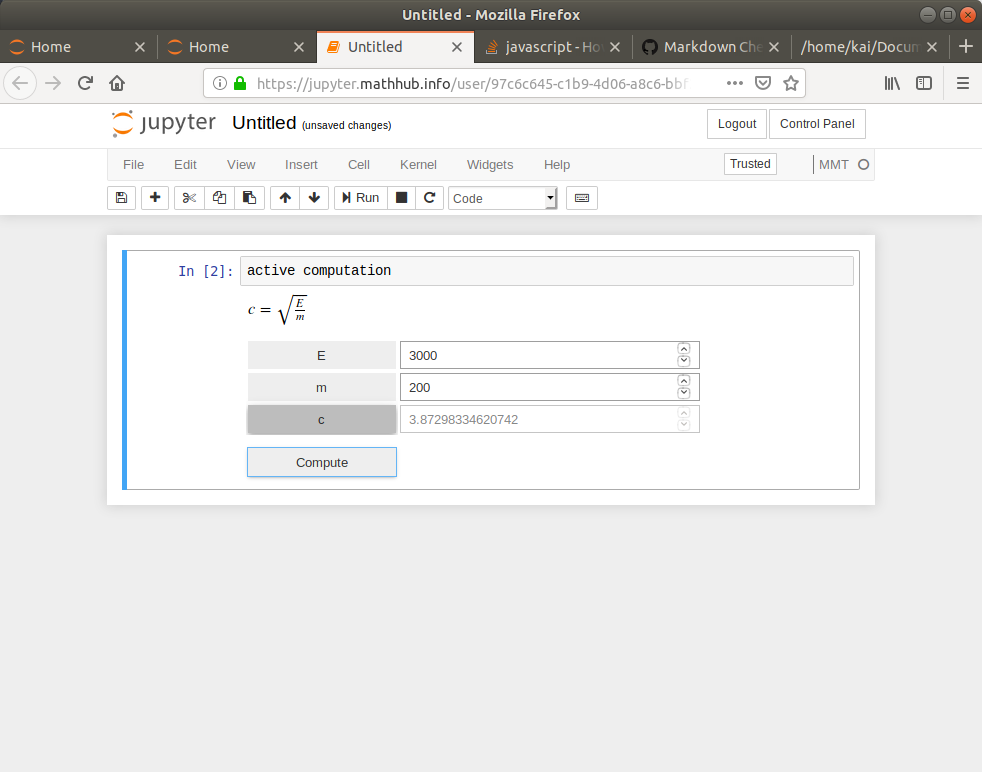 Untitled - Mozilla Firefox
Home Home Untitled javascript - Ho Markdown Che /home/kai/Docum
https://jupyter.mathhub.info/user/97c6c645-c1b9-4d06-a8c6-bbf
jupyter Untitled (unsaved changes) Logout Control Panel
File Edit View Insert Cell Kernel Widgets Help Trusted MMT
Run Code
In [2]: active computation
c = √(E/m)
E 3000
m 200
c 3.87298334620742
Compute